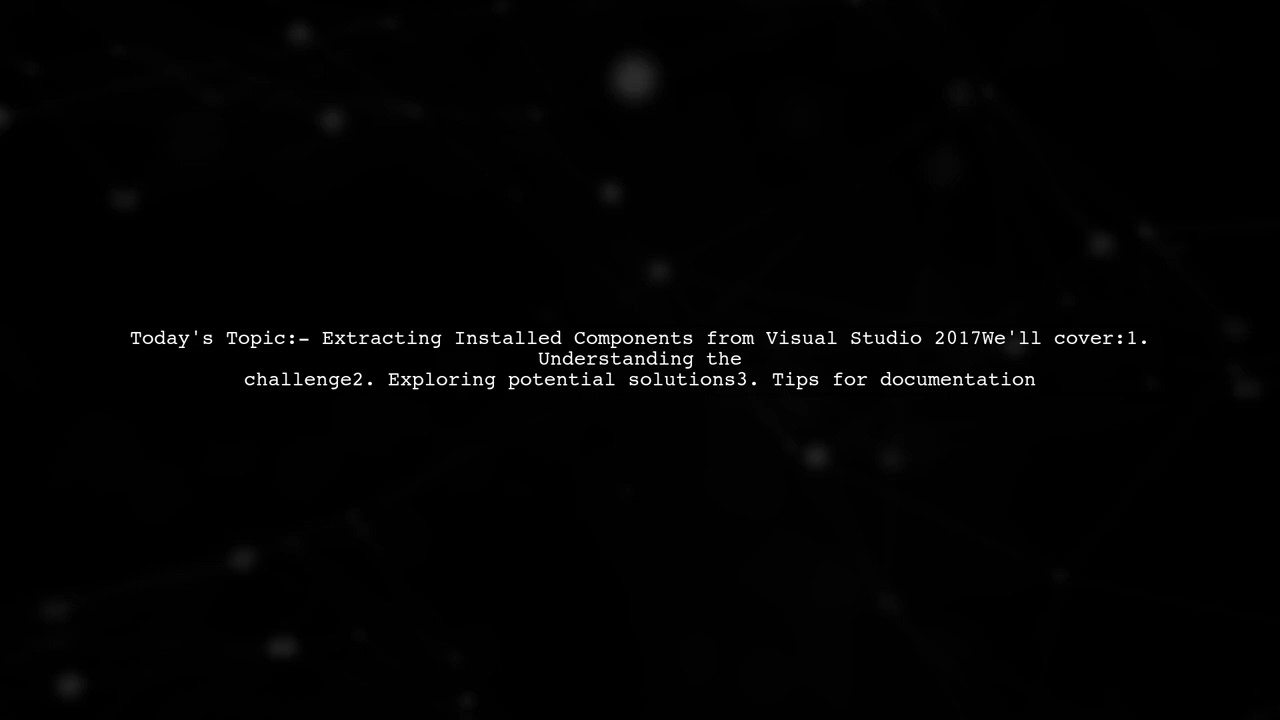 Today's Topic:- Extracting Installed Components from Visual Studio 2017We'll cover:1.
Understanding the
challenge2. Exploring potential solutions3. Tips for documentation